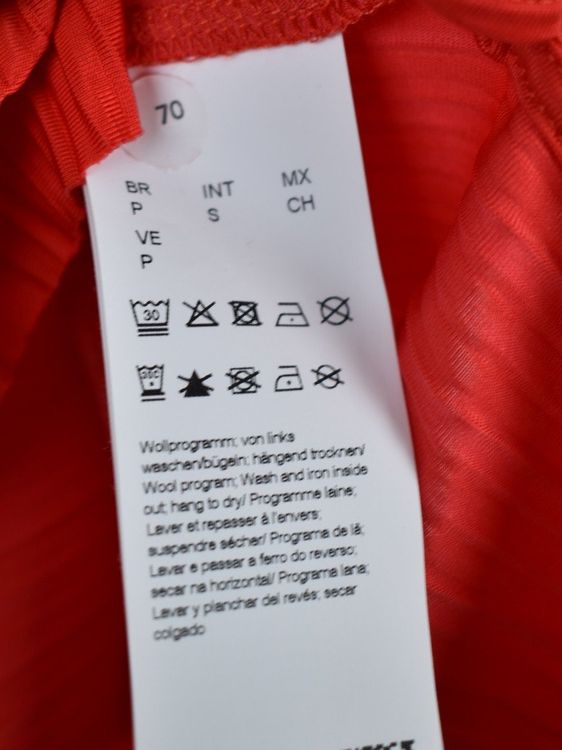 70
BR INT MX
P S CH
VE
P
30
30C
Wollprogramm; von links
waschen/bügeln; hängend trocknen/
Wool program; Wash and iron inside
out; hang to dry/ Programme laine;
Laver et repasser à l'envers;
suspendre sécher/ Programa de lã;
Lavar e passar a ferro do reverso;
secar na horizontal/ Programa lana;
Lavar y planchar del revés; secar
colgado